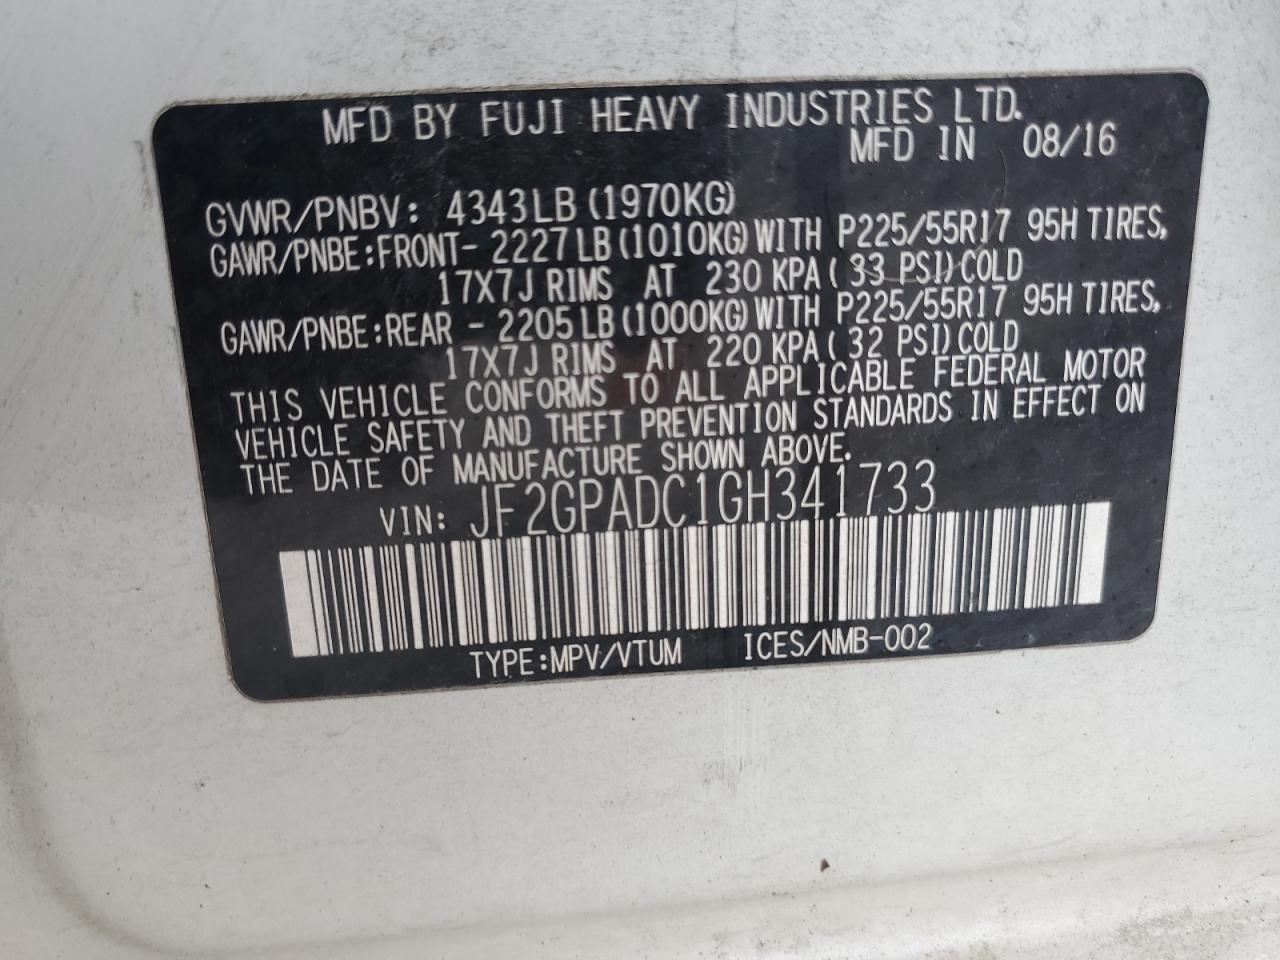 MFD BY FUJI HEAVY INDUSTRIES LTD.
MFD IN 08/16
GVWR/PNBV: 4343LB (1970KG)
GAWR/PNBE:FRONT- 2227LB(1010KG)WITH P225/55R17 95H TIRES,
17X7J RIMS AT 230 KPA( 33 PSI)COLD
GAWR/PNBE:REAR - 2205LB(1000KG)WITH P225/55R17 95H TIRES,
17X7J RIMS AT 220 KPA( 32 PSI)COLD
THIS VEHICLE CONFORMS TO ALL APPLICABLE FEDERAL MOTOR
VEHICLE SAFETY AND THEFT PREVENTION STANDARDS IN EFFECT ON
THE DATE OF MANUFACTURE SHOWN ABOVE.
VIN: JF2GPADC1GH341733
TYPE:MPV/VTUM ICES/NMB-002